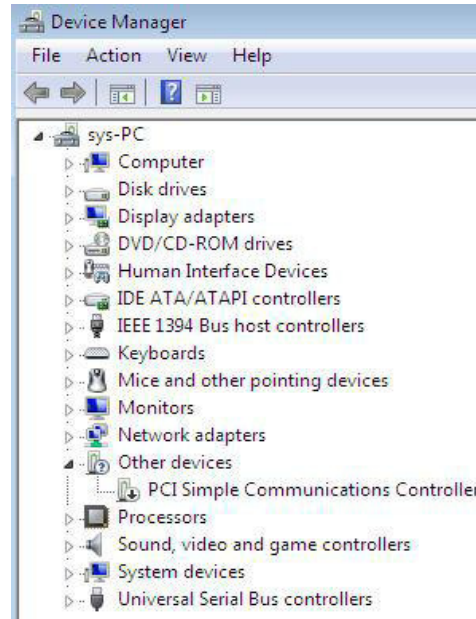 Device Manager
File Action View Help
sys-PC
Computer
Disk drives
Display adapters
DVD/CD-ROM drives
Human Interface Devices
IDE ATA/ATAPI controllers
IEEE 1394 Bus host controllers
Keyboards
Mice and other pointing devices
Monitors
Network adapters
Other devices
PCI Simple Communications Controller
Processors
Sound, video and game controllers
System devices
Universal Serial Bus controllers